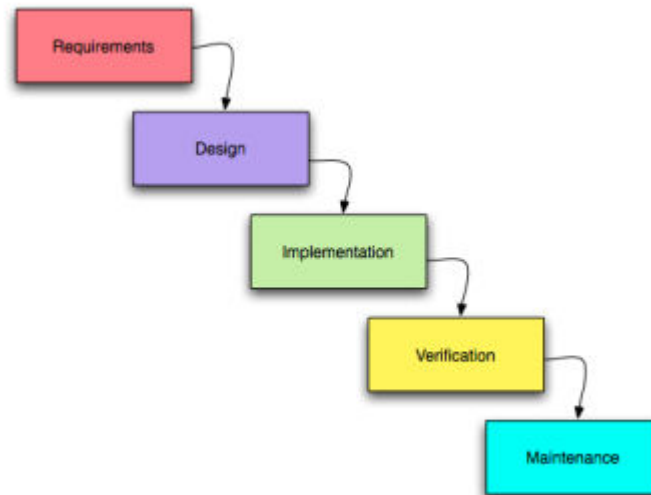 Requirements
Design
Implementation
Verification
Maintenance